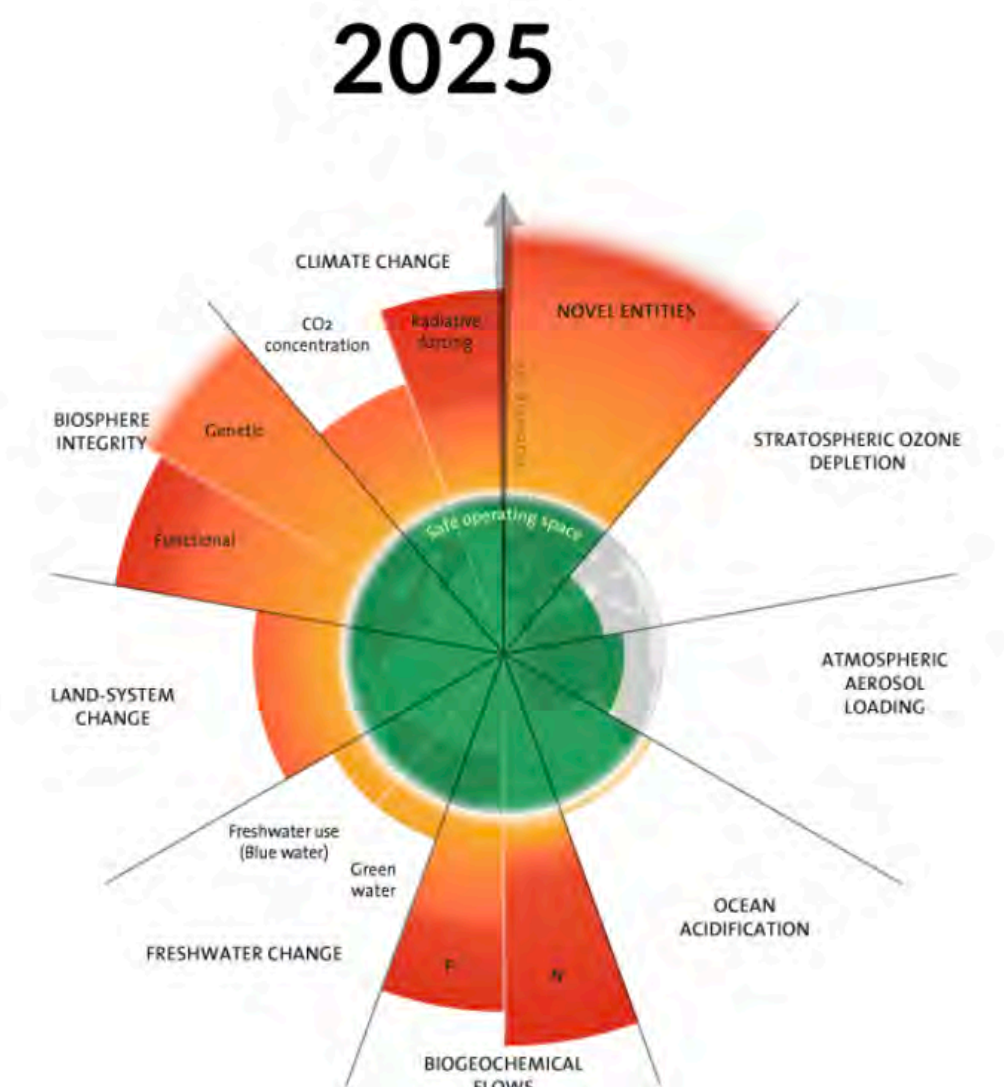 2025
CLIMATE CHANGE
CO2
concentration
Radiative
forcing
NOVEL ENTITIES
BIOSPHERE
INTEGRITY
Genetic
Functional
STRATOSPHERIC OZONE
DEPLETION
Safe operating space
ATMOSPHERIC
AEROSOL
LOADING
LAND-SYSTEM
CHANGE
Freshwater use
(Blue water)
Green
water
FRESHWATER CHANGE
P
N
OCEAN
ACIDIFICATION
BIOGEOCHEMICAL
FLOWS